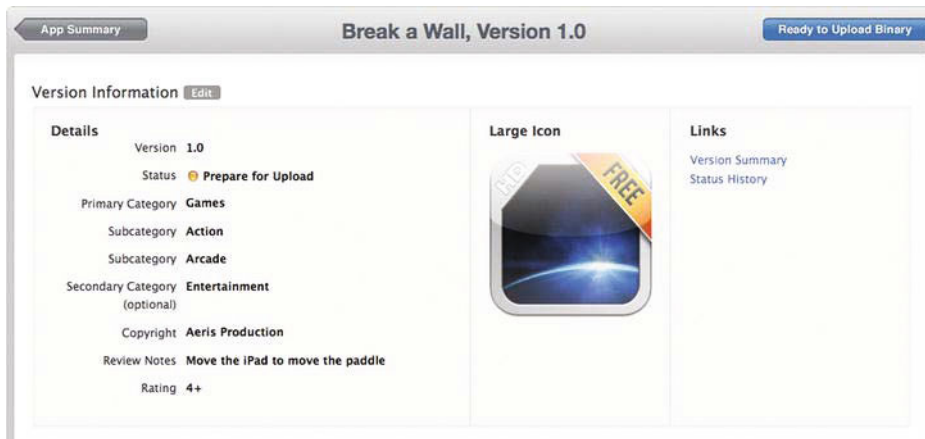 App Summary
Break a Wall, Version 1.0
Ready to Upload Binary
Version Information Edit
Details
Version 1.0
Status Prepare for Upload
Primary Category Games
Subcategory Action
Subcategory Arcade
Secondary Category Entertainment
(optional)
Copyright Aeris Production
Review Notes Move the iPad to move the paddle
Rating 4+
Large Icon
HD
FREE
Links
Version Summary
Status History